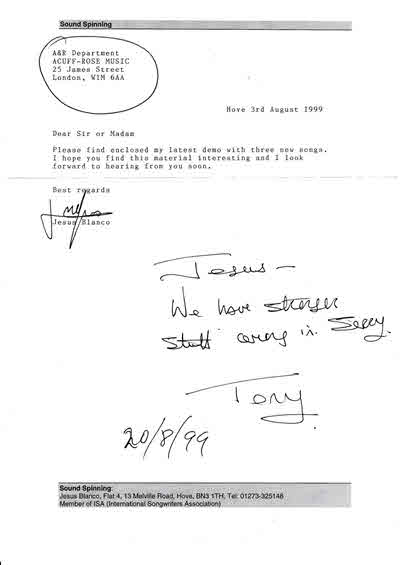 Sound Spinning
A&R Department
ACUFF-ROSE MUSIC
25 James Street
London, W1M 6AA
Hove 3rd August 1999
Dear Sir or Madam
Please find enclosed my latest demo with three new songs.
I hope you find this material interesting and I look
forward to hearing from you soon.
Best regards
Jesus Blanco
Jesus –
We have stronger
stuff coming in. Sorry.
Tony
20/8/99
Sound Spinning:
Jesus Blanco, Flat 4, 13 Melville Road, Hove, BN3 1TH, Tel: 01273-325148
Member of ISA (International Songwriters Association)